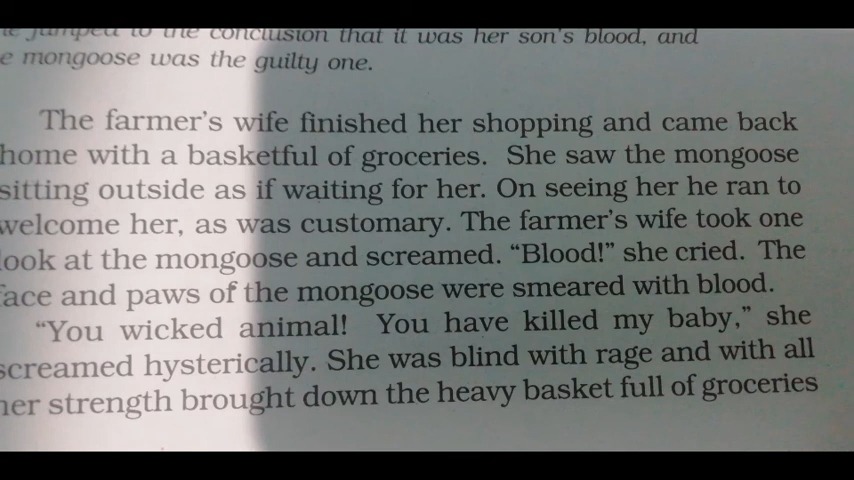 jumped to the conclusion that it was her son's blood, and
mongoose was the guilty one.
The farmer's wife finished her shopping and came back
home with a basketful of groceries. She saw the mongoose
sitting outside as if waiting for her. On seeing her he ran to
welcome her, as was customary. The farmer's wife took one
look at the mongoose and screamed. “Blood!” she cried. The
face and paws of the mongoose were smeared with blood.
“You wicked animal! You have killed my baby,” she
screamed hysterically. She was blind with rage and with all
her strength brought down the heavy basket full of groceries